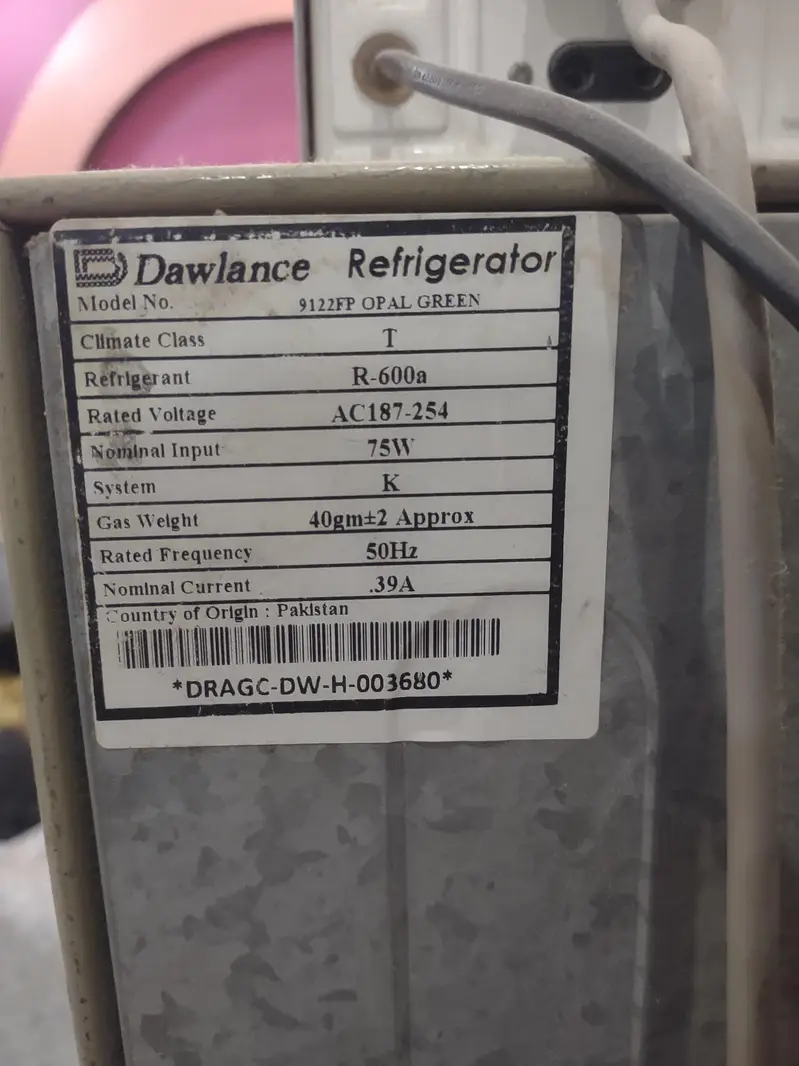 Dawlance Refrigerator
Model No. 9122FP OPAL GREEN
Climate Class T
Refrigerant R-600a
Rated Voltage AC187-254
Nominal Input 75W
System K
Gas Weight 40gm±2 Approx
Rated Frequency 50Hz
Nominal Current .39A
Country of Origin : Pakistan
*DRAGC-DW-H-003680*